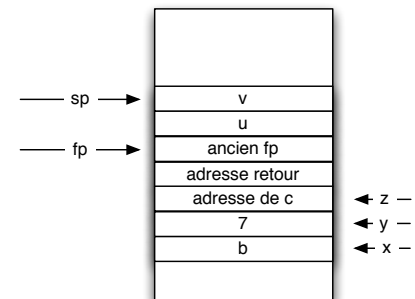 sp v
u
fp ancien fp
adresse retour
adresse de c z
7 y
b x